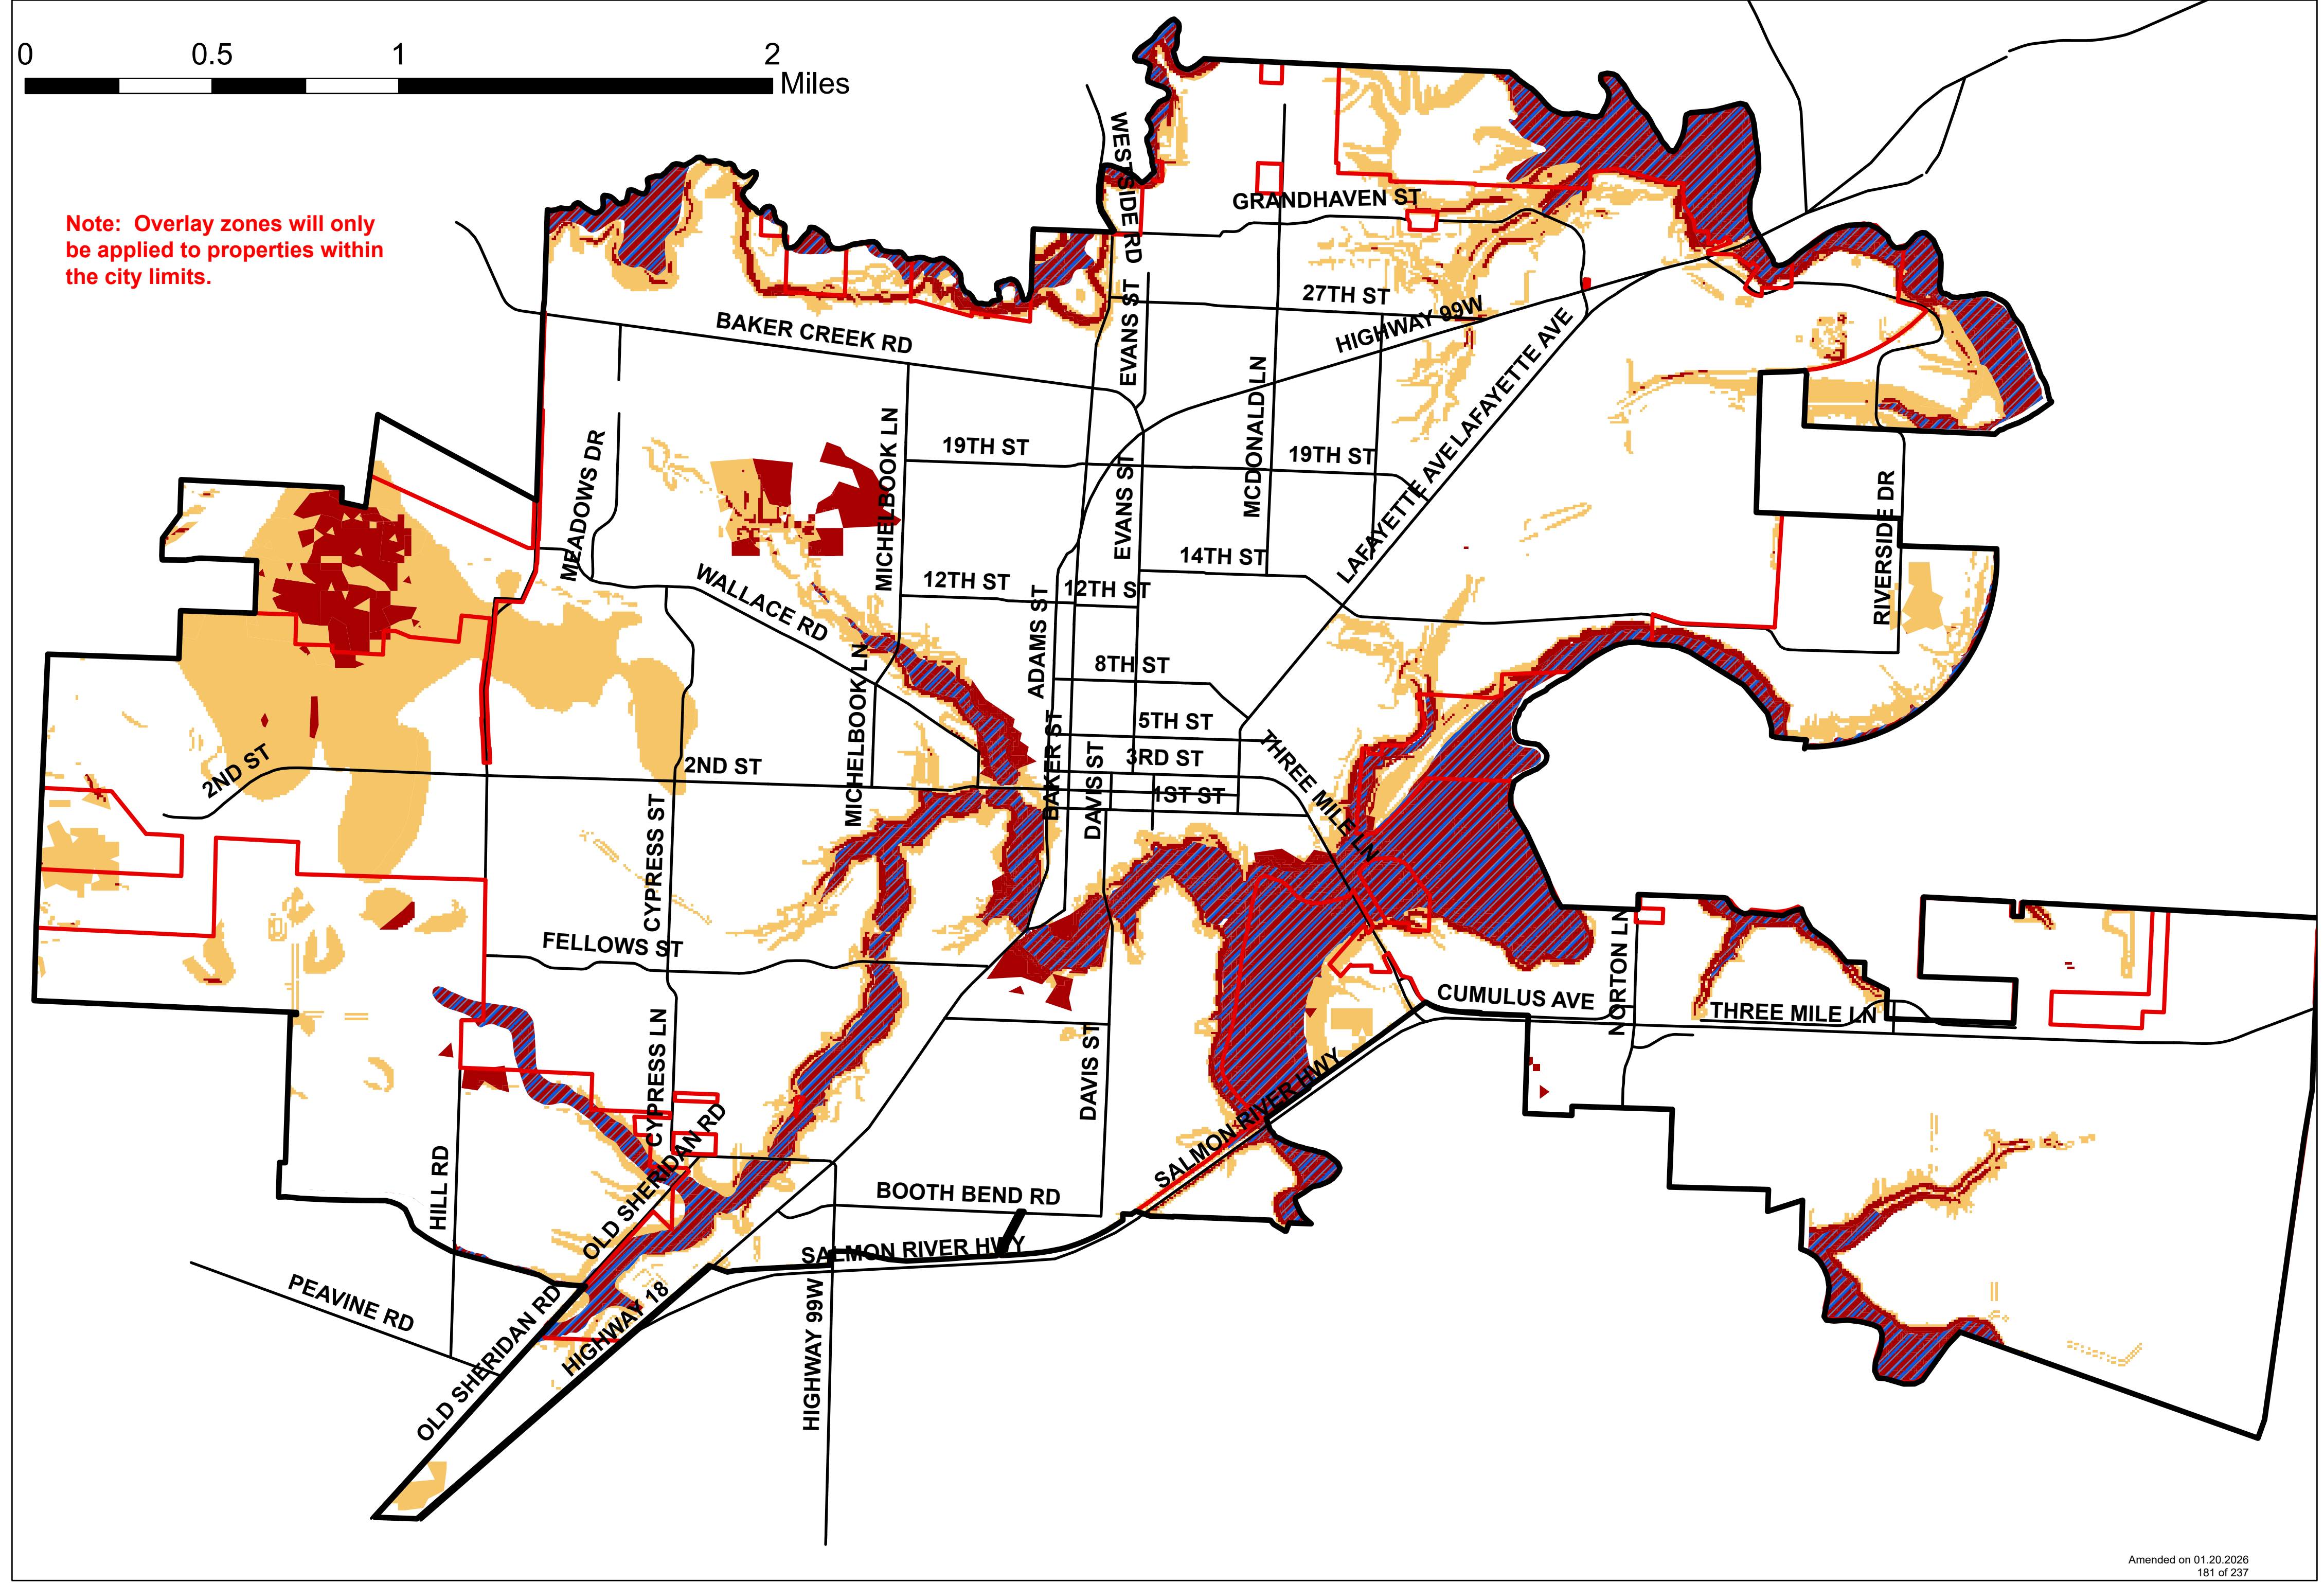 0 0.5 1 2
Miles
Note: Overlay zones will only
be applied to properties within
the city limits.
WESTSIDE RD
GRANDHAVEN ST
27TH ST
HIGHWAY 99W
BAKER CREEK RD
EVANS ST
MCDONALD LN
LAFAYETTE AVE
LAFAYETTE AVE
MICHELBOOK LN
19TH ST
19TH ST
MEADOWS DR
EVANS ST
RIVERSIDE DR
14TH ST
LAFAYETTE AVE
WALLACE RD
12TH ST
12TH ST
ADAMS ST
MICHELBOOK LN
8TH ST
5TH ST
2ND ST
2ND ST
BAKER ST
DAVIS ST
3RD ST
1ST ST
THREE MILE LN
CYPRESS ST
FELLOWS ST
NORTON LN
CUMULUS AVE
THREE MILE LN
CYPRESS LN
DAVIS ST
SALMON RIVER HWY
HILL RD
OLD SHERIDAN RD
BOOTH BEND RD
SALMON RIVER HWY
PEAVINE RD
OLD SHERIDAN RD
HIGHWAY 18
HIGHWAY 99W
Amended on 01.20.2026
181 of 237